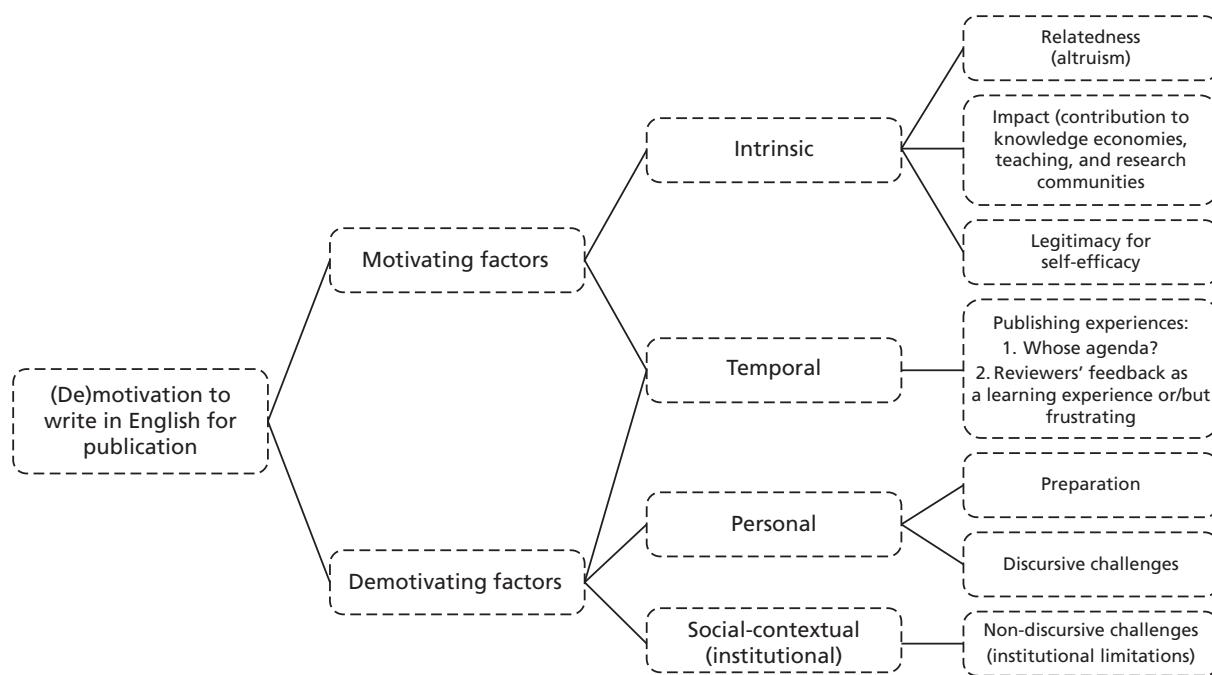 Relatedness
(altruism)
Impact (contribution to
knowledge economies,
teaching, and research
communities
Intrinsic
Legitimacy for
self-efficacy
Motivating factors
Publishing experiences:
1. Whose agenda?
2. Reviewers' feedback as
a learning experience or/but
frustrating
Temporal
(De)motivation to
write in English for
publication
Preparation
Personal
Discursive challenges
Demotivating factors
Social-contextual
(institutional)
Non-discursive challenges
(institutional limitations)